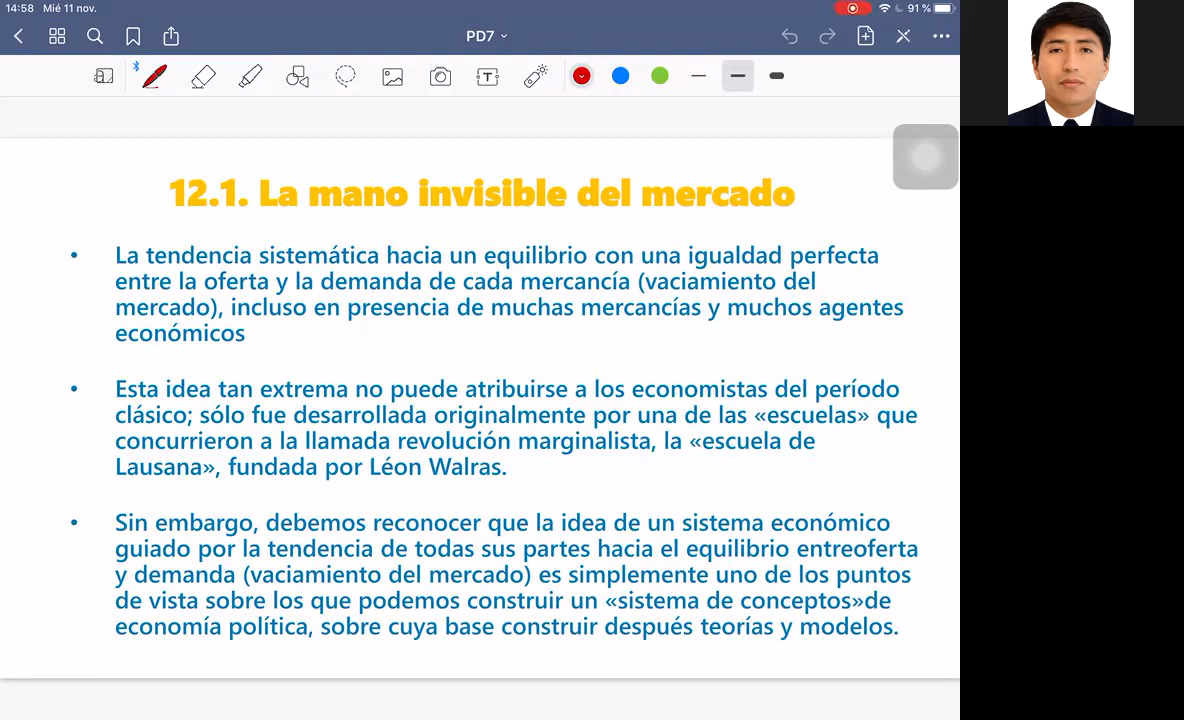 14:58 Mié 11 nov.
91 %
PD7
T
12.1. La mano invisible del mercado
• La tendencia sistemática hacia un equilibrio con una igualdad perfecta
entre la oferta y la demanda de cada mercancía (vaciamiento del
mercado), incluso en presencia de muchas mercancías y muchos agentes
económicos
• Esta idea tan extrema no puede atribuirse a los economistas del período
clásico; sólo fue desarrollada originalmente por una de las «escuelas» que
concurrieron a la llamada revolución marginalista, la «escuela de
Lausana», fundada por Léon Walras.
• Sin embargo, debemos reconocer que la idea de un sistema económico
guiado por la tendencia de todas sus partes hacia el equilibrio entreoferta
y demanda (vaciamiento del mercado) es simplemente uno de los puntos
de vista sobre los que podemos construir un «sistema de conceptos»de
economía política, sobre cuya base construir después teorías y modelos.